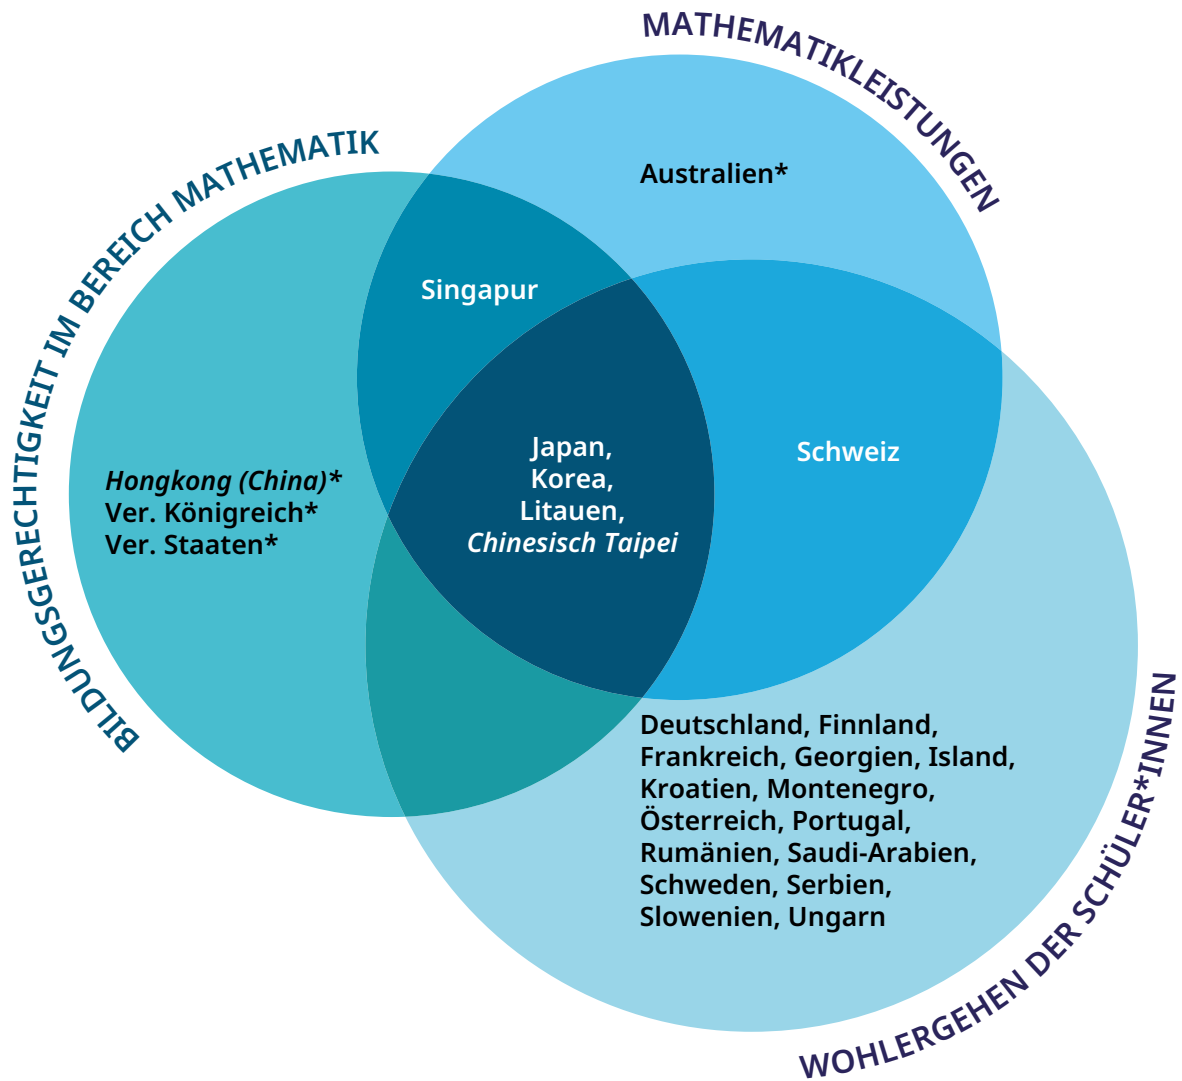 MATHEMATIKLEISTUNGEN
BILDUNGSGERECHTIGKEIT IM BEREICH MATHEMATIK
Australien*
Singapur
Japan,
Korea,
Litauen,
Chinesisch Taipei
Schweiz
Hongkong (China)*
Ver. Königreich*
Ver. Staaten*
Deutschland, Finnland,
Frankreich, Georgien, Island,
Kroatien, Montenegro,
Österreich, Portugal,
Rumänien, Saudi-Arabien,
Schweden, Serbien,
Slowenien, Ungarn
WOHLERGEHEN DER SCHÜLER*INNEN